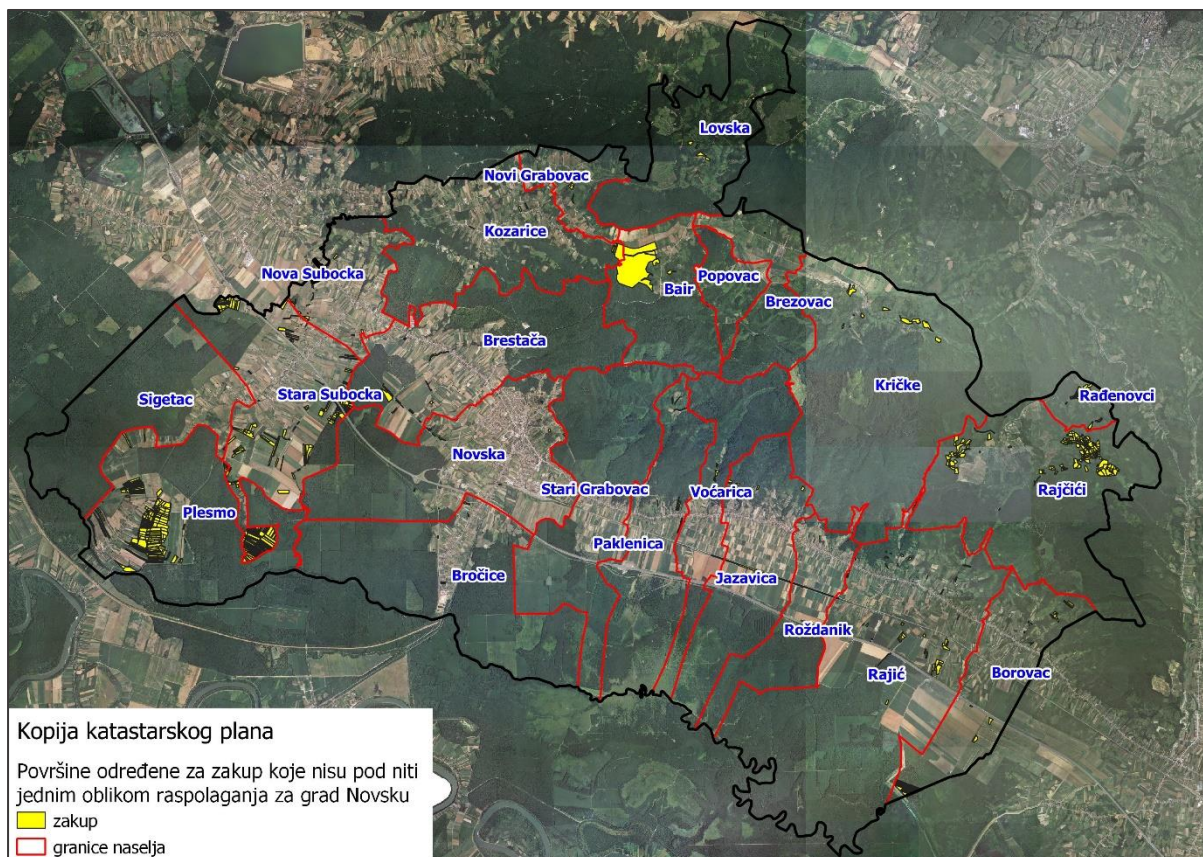 Lovska
Novi Grabovac
Kozarice
Nova Subocka
Bair
Popovac
Brezovac
Brestača
Kričke
Sigetac
Stara Subocka
Rađenovci
Novska
Stari Grabovac
Voćarica
Rajčići
Plesmo
Paklenica
Bročice
Jazavica
Roždanik
Rajić
Borovac
Kopija katastarskog plana
Površine određene za zakup koje nisu pod niti
jednim oblikom raspolaganja za grad Novsku
zakup
granice naselja